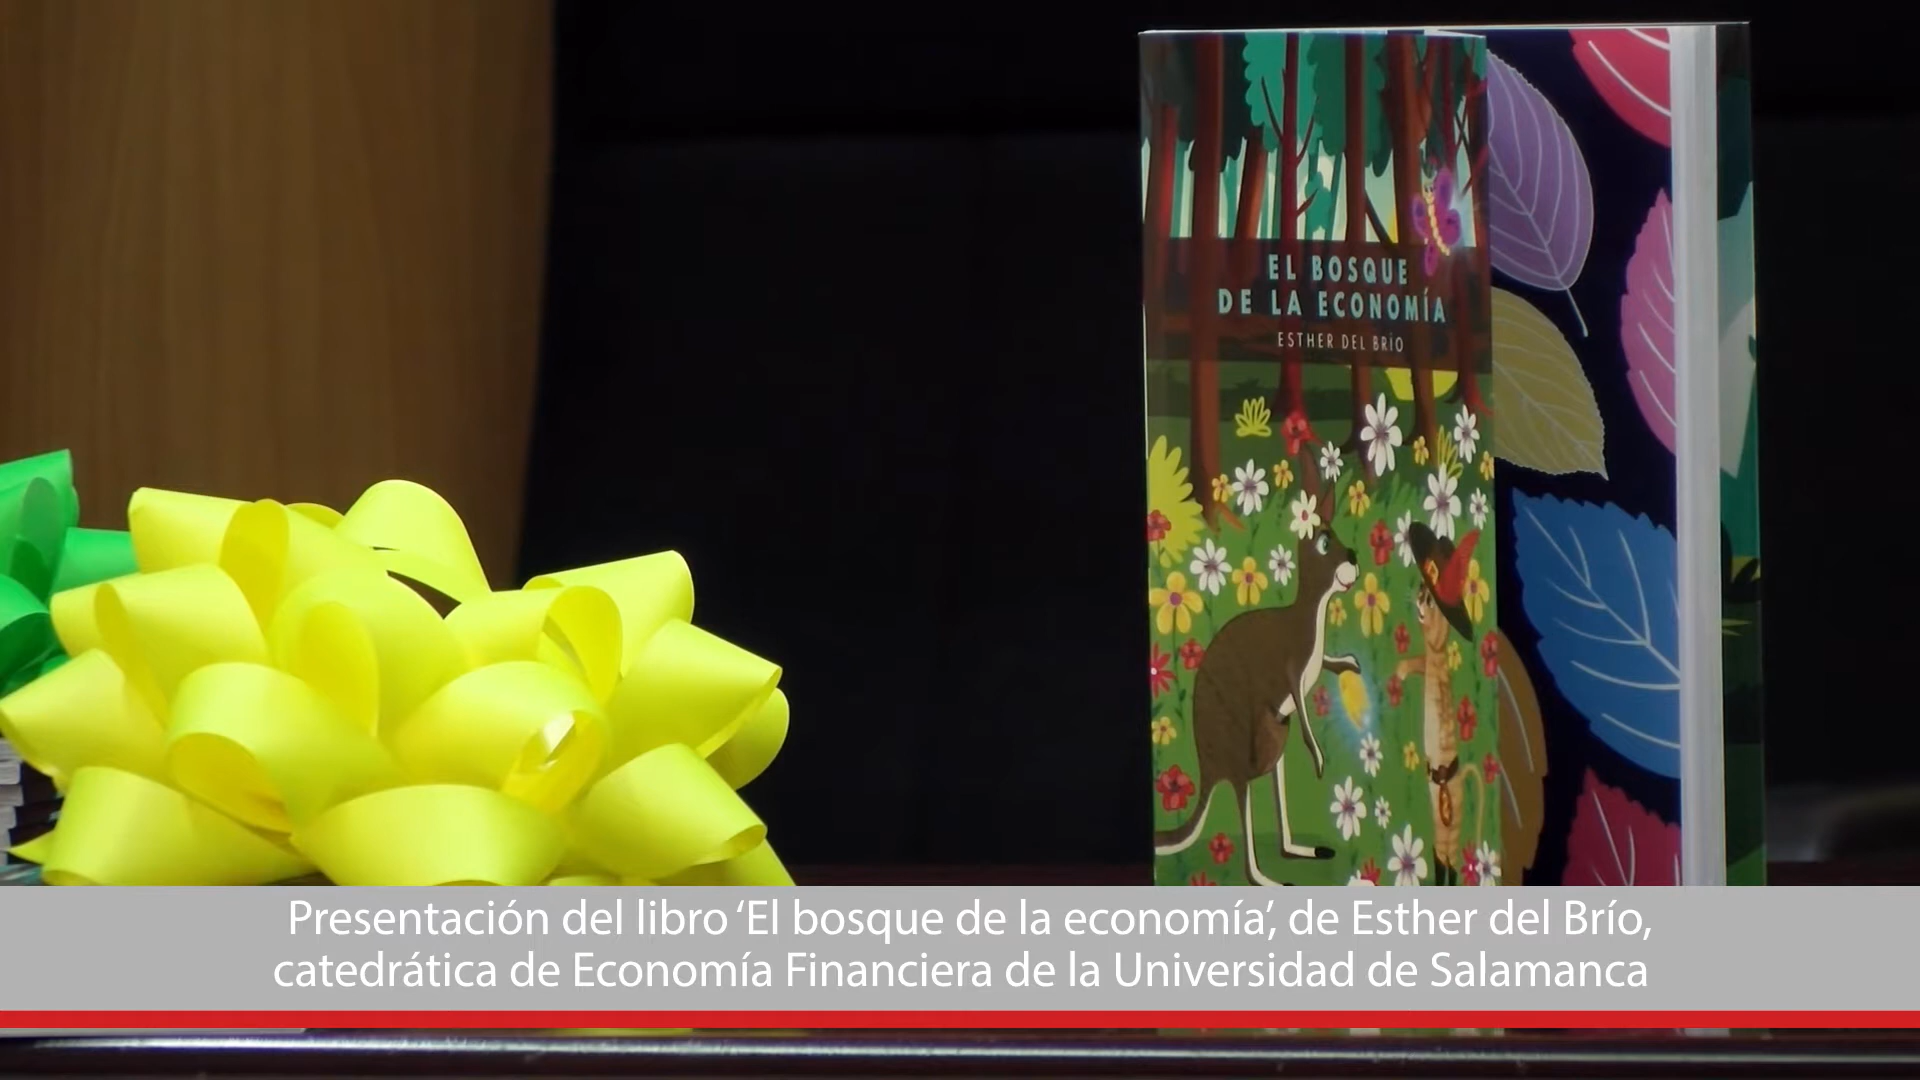 EL BOSQUE
DE LA ECONOMÍA
ESTHER DEL BRÍO
Presentación del libro ‘El bosque de la economía’, de Esther del Brío,
catedrática de Economía Financiera de la Universidad de Salamanca